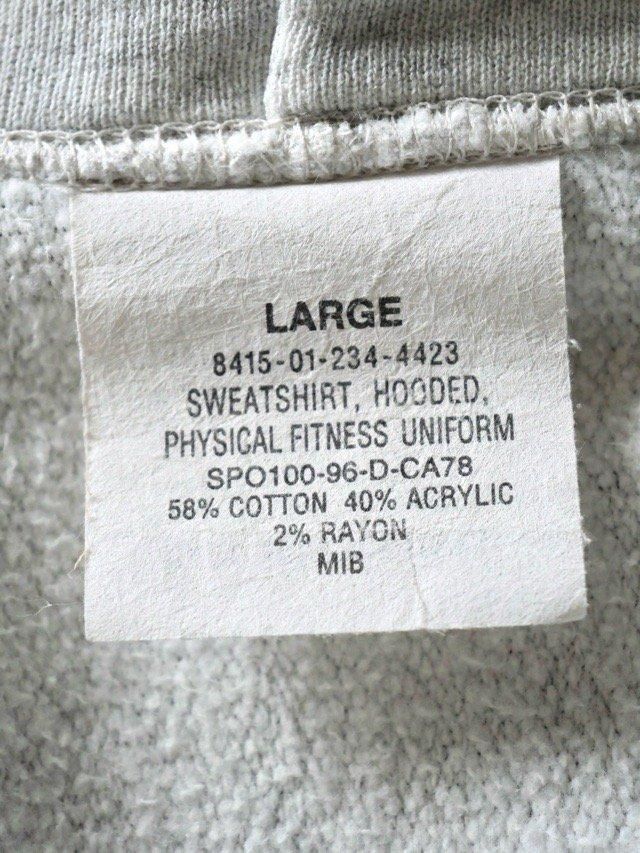 LARGE
8415-01-234-4423
SWEATSHIRT, HOODED,
PHYSICAL FITNESS UNIFORM
SPO100-96-D-CA78
58% COTTON 40% ACRYLIC
2% RAYON
MIB